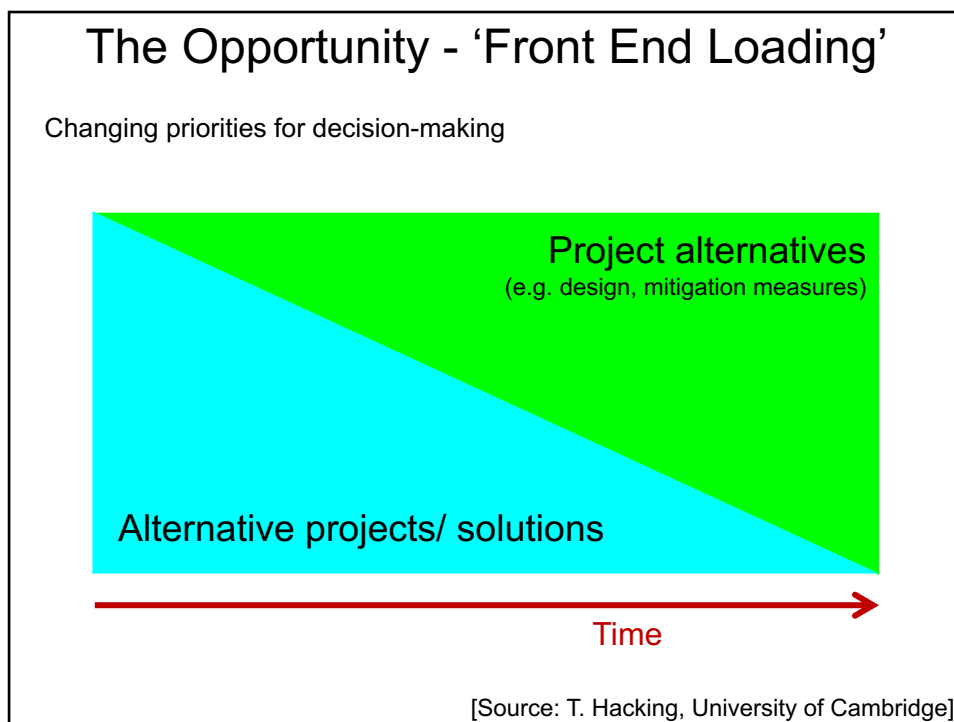 The Opportunity - ‘Front End Loading’
Changing priorities for decision-making
Project alternatives
(e.g. design, mitigation measures)
Alternative projects/ solutions
Time
[Source: T. Hacking, University of Cambridge]